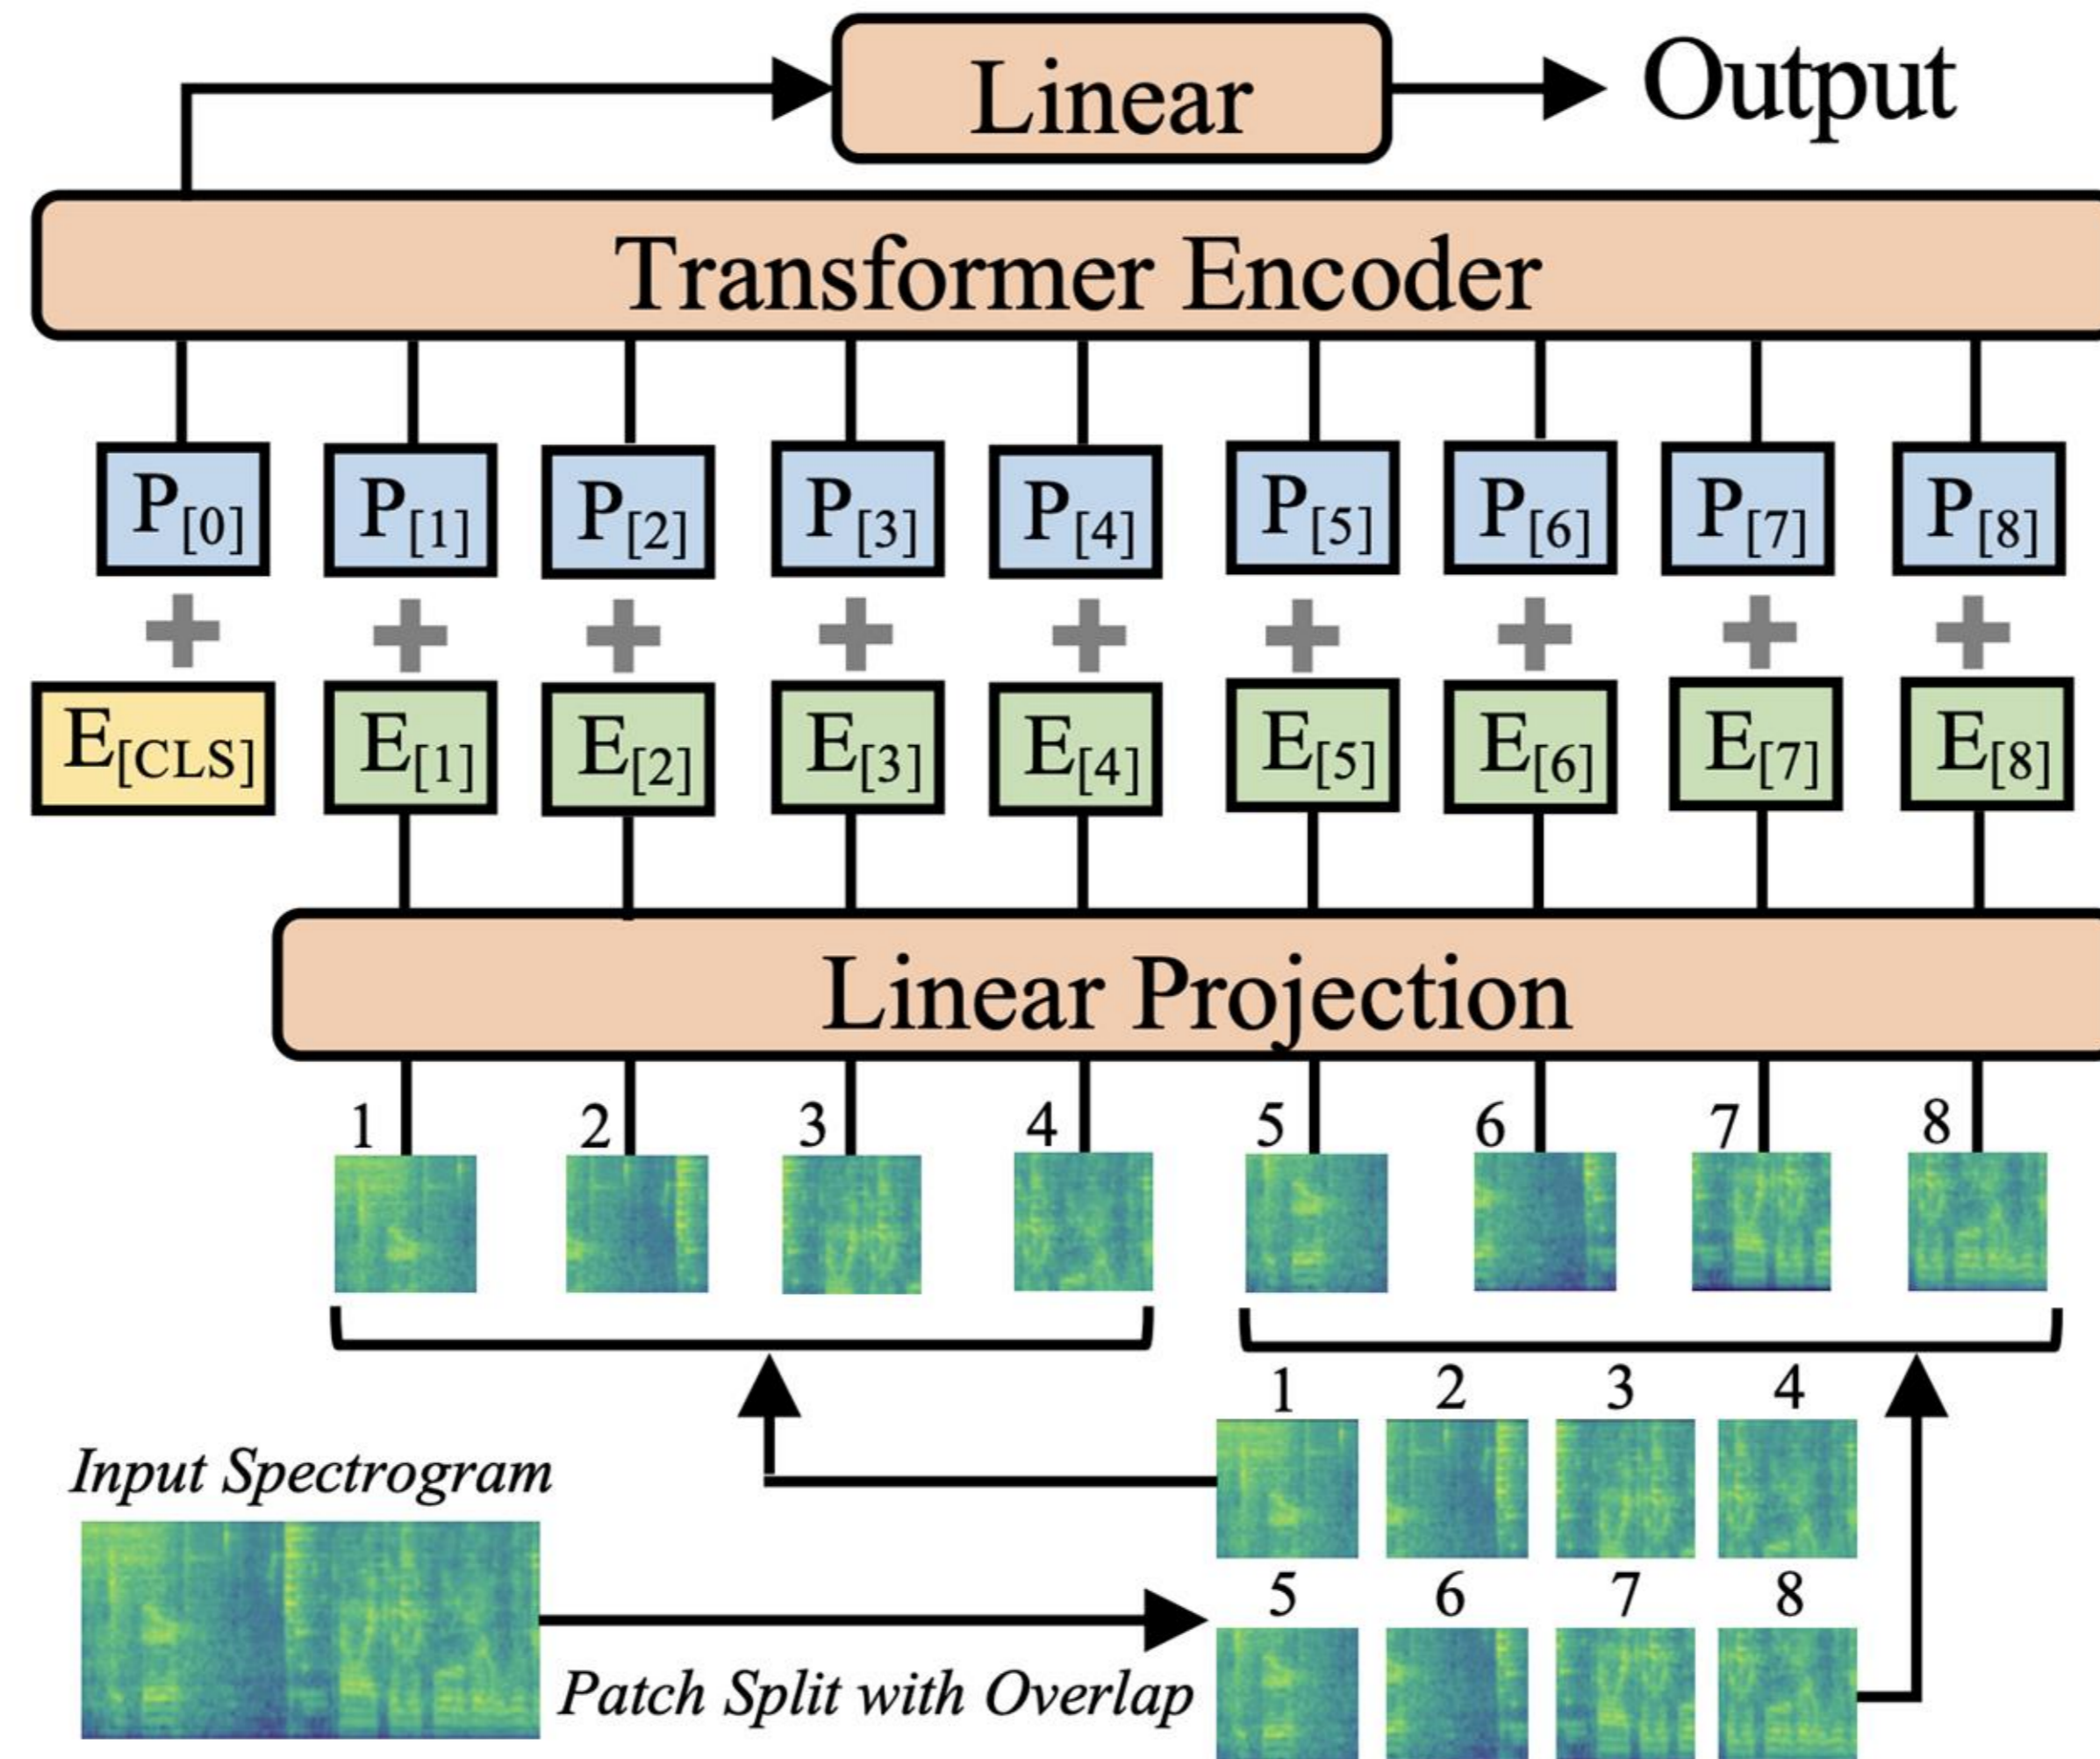 Linear Output
Transformer Encoder
P[0] P[1] P[2] P[3] P[4] P[5] P[6] P[7] P[8]
+ + + + + + + + +
E[CLS] E[1] E[2] E[3] E[4] E[5] E[6] E[7] E[8]
Linear Projection
1 2 3 4 5 6 7 8
1 2 3 4
Input Spectrogram
5 6 7 8
Patch Split with Overlap